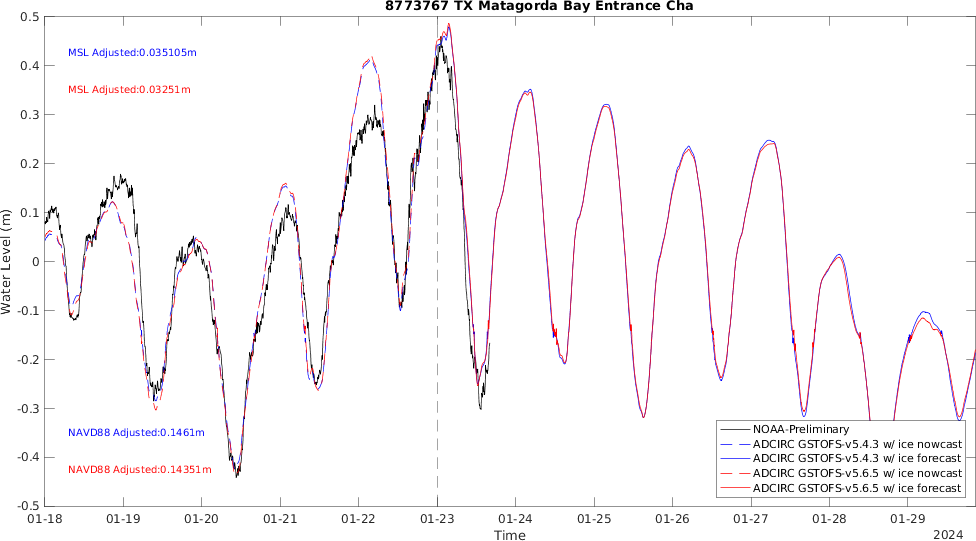 8773767 TX Matagorda Bay Entrance Cha
0.5
0.4
0.3
0.2
0.1
0
-0.1
-0.2
-0.3
-0.4
-0.5
Water Level (m)
MSL Adjusted:0.035105m
MSL Adjusted:0.03251m
NAVD88 Adjusted:0.1461m
NAVD88 Adjusted:0.14351m
NOAA-Preliminary
ADCIRC GSTOFS-v5.4.3 w/ ice nowcast
ADCIRC GSTOFS-v5.4.3 w/ ice forecast
ADCIRC GSTOFS-v5.6.5 w/ ice nowcast
ADCIRC GSTOFS-v5.6.5 w/ ice forecast
01-18 01-19 01-20 01-21 01-22 01-23 01-24 01-25 01-26 01-27 01-28 01-29
Time
2024